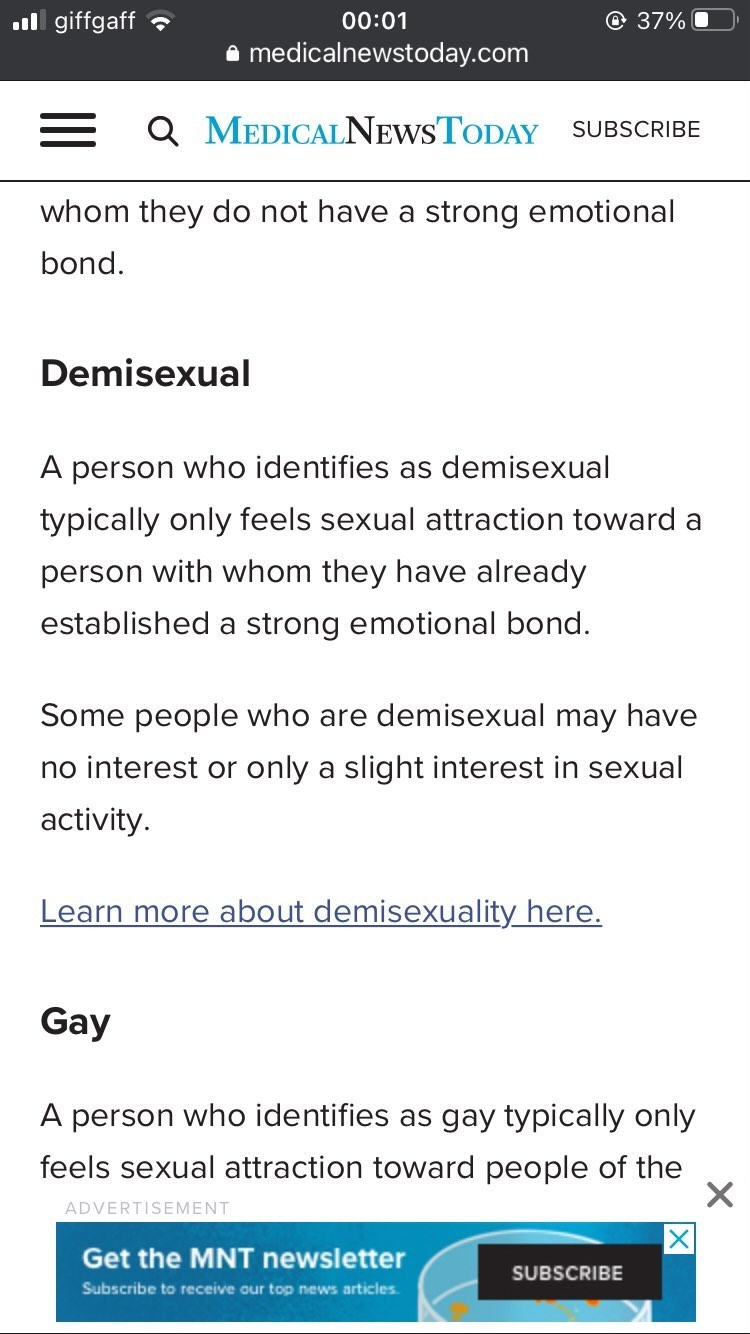 giffgaff 00:01 37%
medicalnewstoday.com
MEDICALNEWSTODAY SUBSCRIBE
whom they do not have a strong emotional
bond.
Demisexual
A person who identifies as demisexual
typically only feels sexual attraction toward a
person with whom they have already
established a strong emotional bond.
Some people who are demisexual may have
no interest or only a slight interest in sexual
activity.
Learn more about demisexuality here.
Gay
A person who identifies as gay typically only
feels sexual attraction toward people of the
ADVERTISEMENT
Get the MNT newsletter
Subscribe to receive our top news articles.
SUBSCRIBE